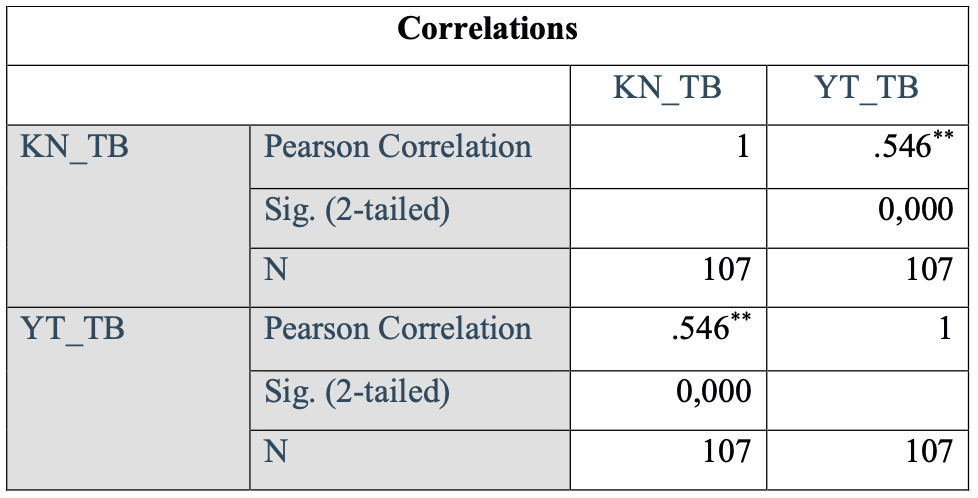 Correlations
KN_TB YT_TB
KN_TB Pearson Correlation 1 .546**
Sig. (2-tailed) 0,000
N 107 107
YT_TB Pearson Correlation .546** 1
Sig. (2-tailed) 0,000
N 107 107